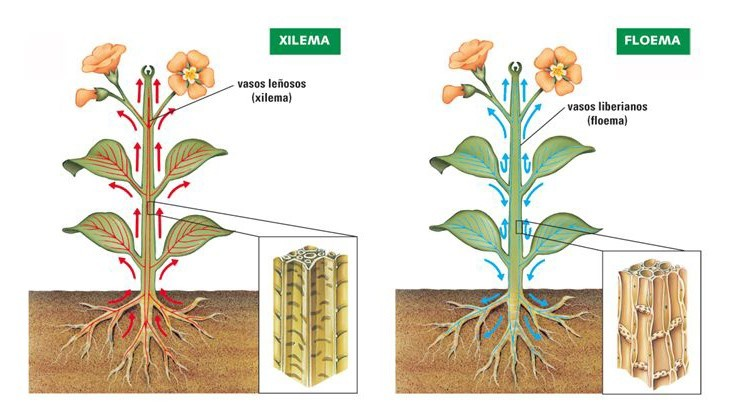 XILEMA
vasos leñosos
(xilema)
FLOEMA
vasos liberianos
(floema)